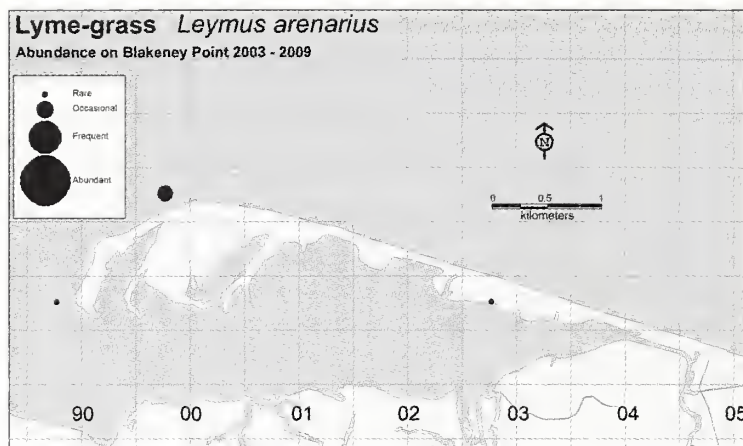 Lyme-grass Leymus arenarius
Abundance on Blakeney Point 2003 - 2009
Rare
Occasional
Frequent
Abundant
N
0 0.5 1
kilometers
90 00 01 02 03 04 05